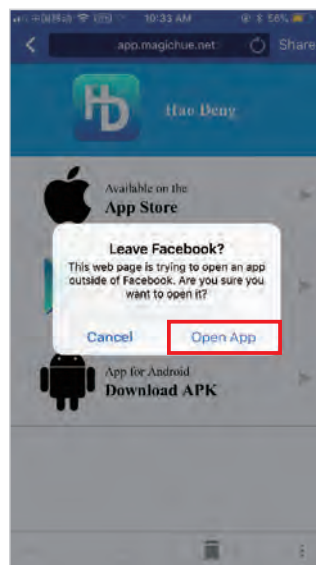 10:33 AM
56%
app.magichue.net
Share
HD
Hao Deng
Available on the
App Store
Leave Facebook?
This web page is trying to open an app
outside of Facebook. Are you sure you
want to open it?
Cancel
Open App
App for Android
Download APK